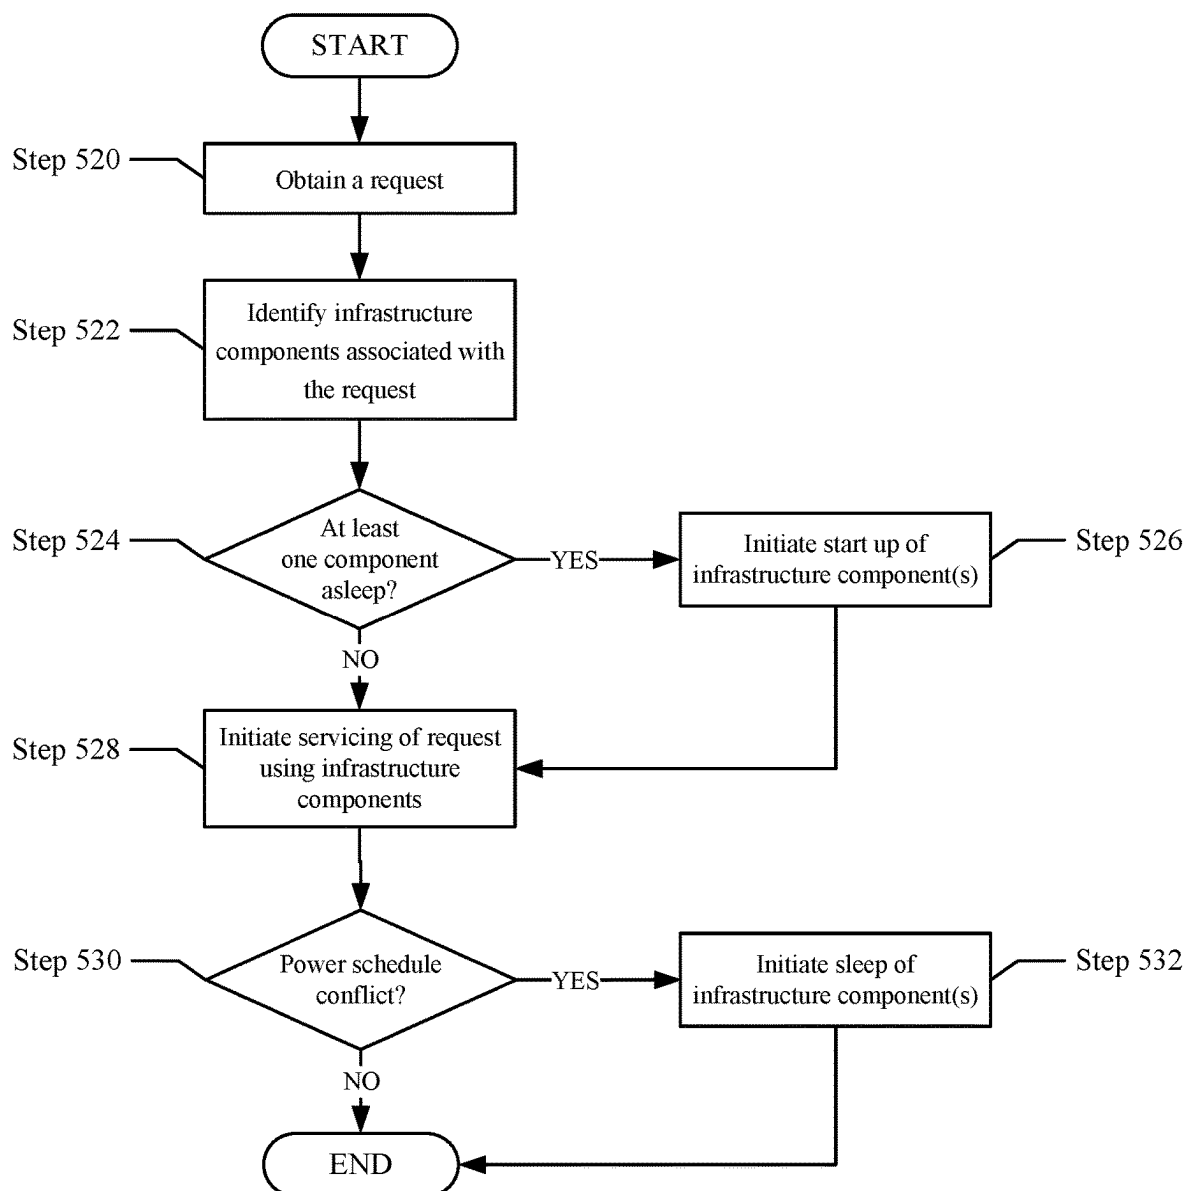 START
Step 520
Obtain a request
Step 522
Identify infrastructure
components associated with
the request
Step 524
At least
one component
asleep?
YES
Initiate start up of
infrastructure component(s)
Step 526
NO
Step 528
Initiate servicing of request
using infrastructure
components
Step 530
Power schedule
conflict?
YES
Initiate sleep of
infrastructure component(s)
Step 532
NO
END